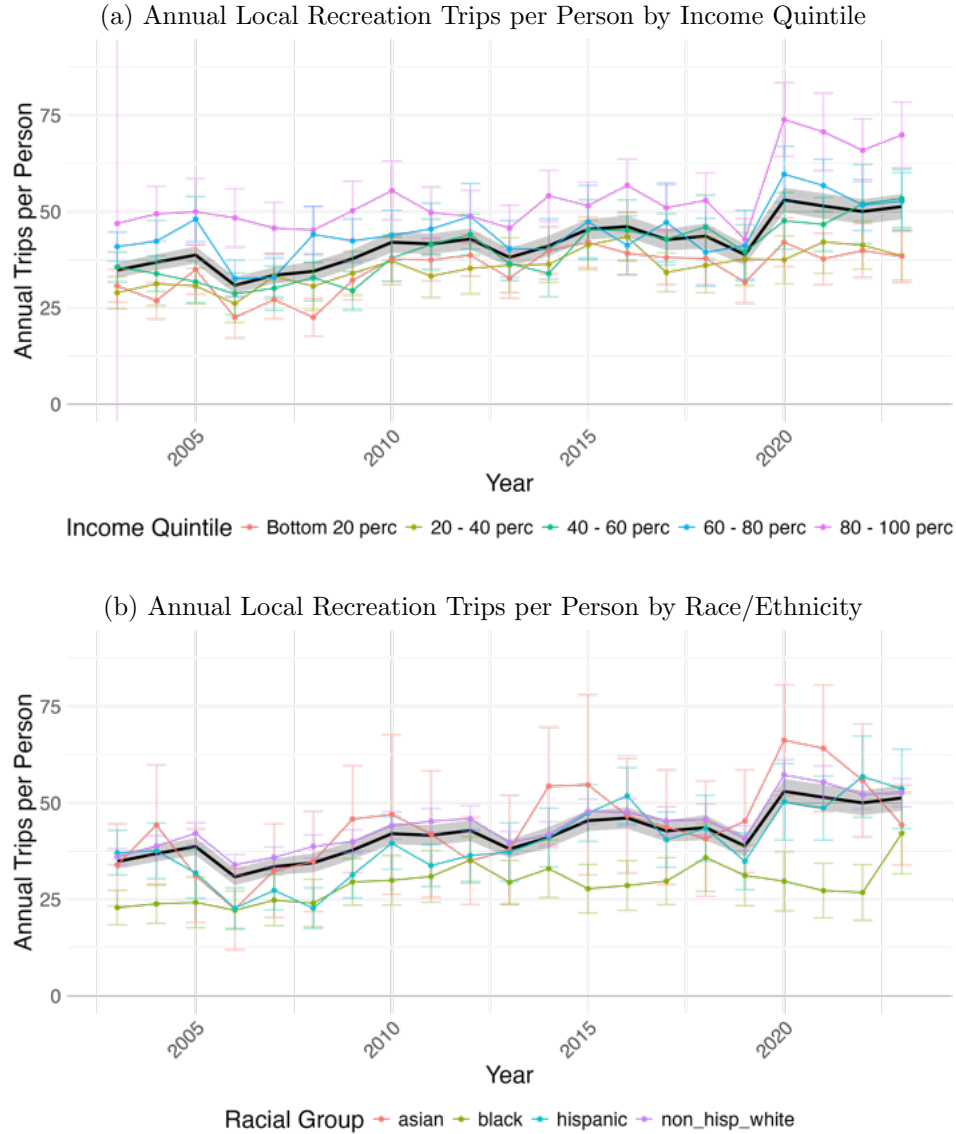 (a) Annual Local Recreation Trips per Person by Income Quintile
Annual Trips per Person
75
50
25
0
2005
2010
2015
2020
Year
Income Quintile Bottom 20 perc 20 - 40 perc 40 - 60 perc 60 - 80 perc 80 - 100 perc
(b) Annual Local Recreation Trips per Person by Race/Ethnicity
Annual Trips per Person
75
50
25
0
2005
2010
2015
2020
Year
Racial Group asian black hispanic non_hisp_white